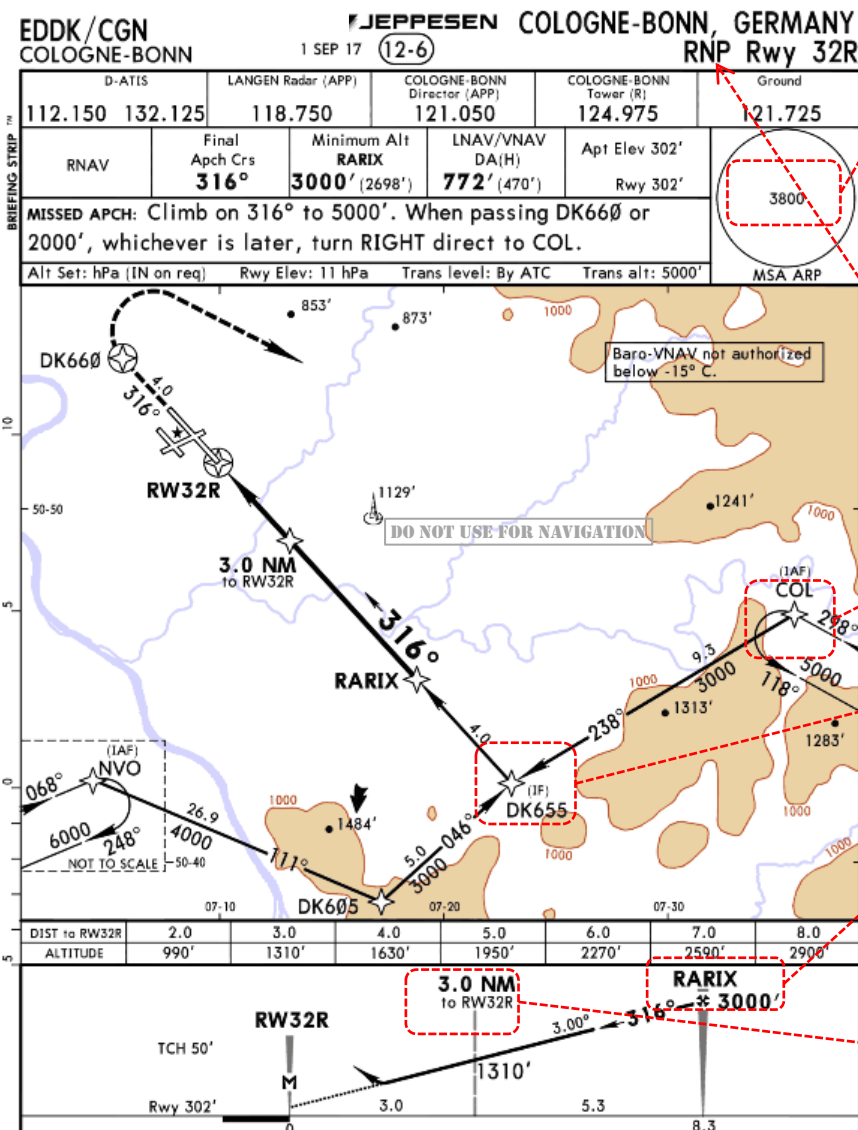 EDDK/CGN
COLOGNE-BONN
JEPPESEN
1 SEP 17
12-6
COLOGNE-BONN, GERMANY
RNP Rwy 32R
BRIEFING STRIP TM
D-ATIS
112.150 132.125
LANGEN Radar (APP)
118.750
COLOGNE-BONN
Director (APP)
121.050
COLOGNE-BONN
Tower (R)
124.975
Ground
121.725
RNAV
Final
Apch Crs
316°
Minimum Alt
RARIX
3000' (2698')
LNAV/VNAV
DA(H)
772' (470')
Apt Elev 302'
Rwy 302'
3800
MSA ARP
MISSED APCH: Climb on 316° to 5000'. When passing DK660 or
2000', whichever is later, turn RIGHT direct to COL.
Alt Set: hPa (IN on req) Rwy Elev: 11 hPa Trans level: By ATC Trans alt: 5000'
853'
873'
1000
Baro-VNAV not authorized
below -15° C.
DK660
4.0
316°
10
RW32R
50-50
1129'
1241'
1000
DO NOT USE FOR NAVIGATION
3.0 NM
to RW32R
5
(IAF)
COL
298°
316°
9.3
3000
5000
118°
RARIX
1000
238°
1313'
1283'
4.0
(IAF)
NVO
068°
0
(IF)
DK655
26.9
4000
1000
1484'
046°
5.0
3000
1000
1000
1000
6000
248°
NOT TO SCALE
50-40
111°
DK605
07-10
07-20
07-30
5
DIST to RW32R 2.0 3.0 4.0 5.0 6.0 7.0 8.0
ALTITUDE 990' 1310' 1630' 1950' 2270' 2590' 2900'
3.0 NM
to RW32R
RARIX
3000'
316°
3.00°
RW32R
TCH 50'
M
1310'
Rwy 302'
3.0
5.3
0
8.3